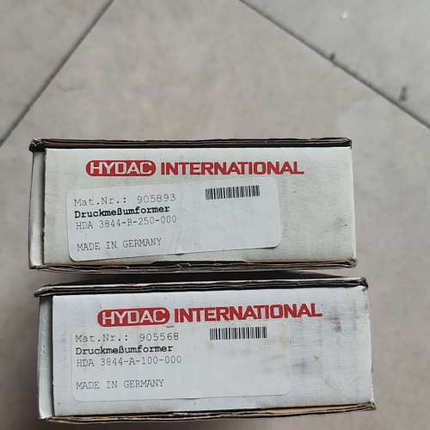 HYDAC INTERNATIONAL
Mat.Nr.: 905893
Druckmeßumformer
HDA 3844-B-250-000
MADE IN GERMANY
HYDAC INTERNATIONAL
Mat.Nr.: 905568
Druckmeßumformer
HDA 3844-A-100-000
MADE IN GERMANY